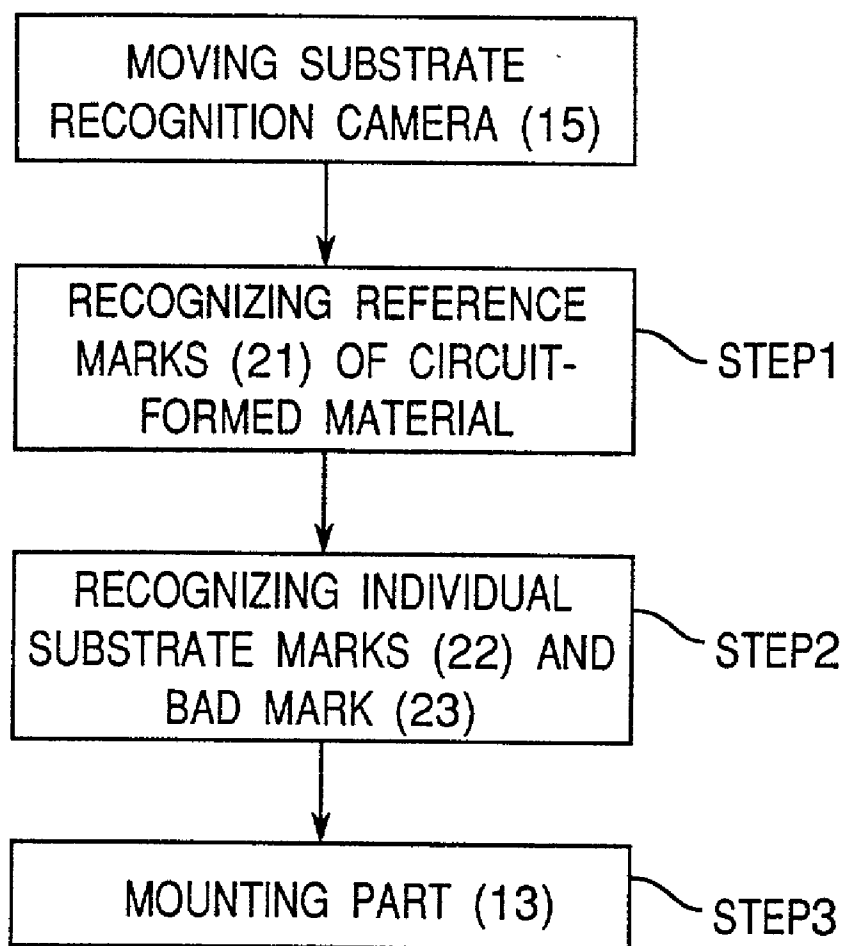 MOVING SUBSTRATE
RECOGNITION CAMERA (15)
RECOGNIZING REFERENCE
MARKS (21) OF CIRCUIT-
FORMED MATERIAL
STEP1
RECOGNIZING INDIVIDUAL
SUBSTRATE MARKS (22) AND
BAD MARK (23)
STEP2
MOUNTING PART (13)
STEP3